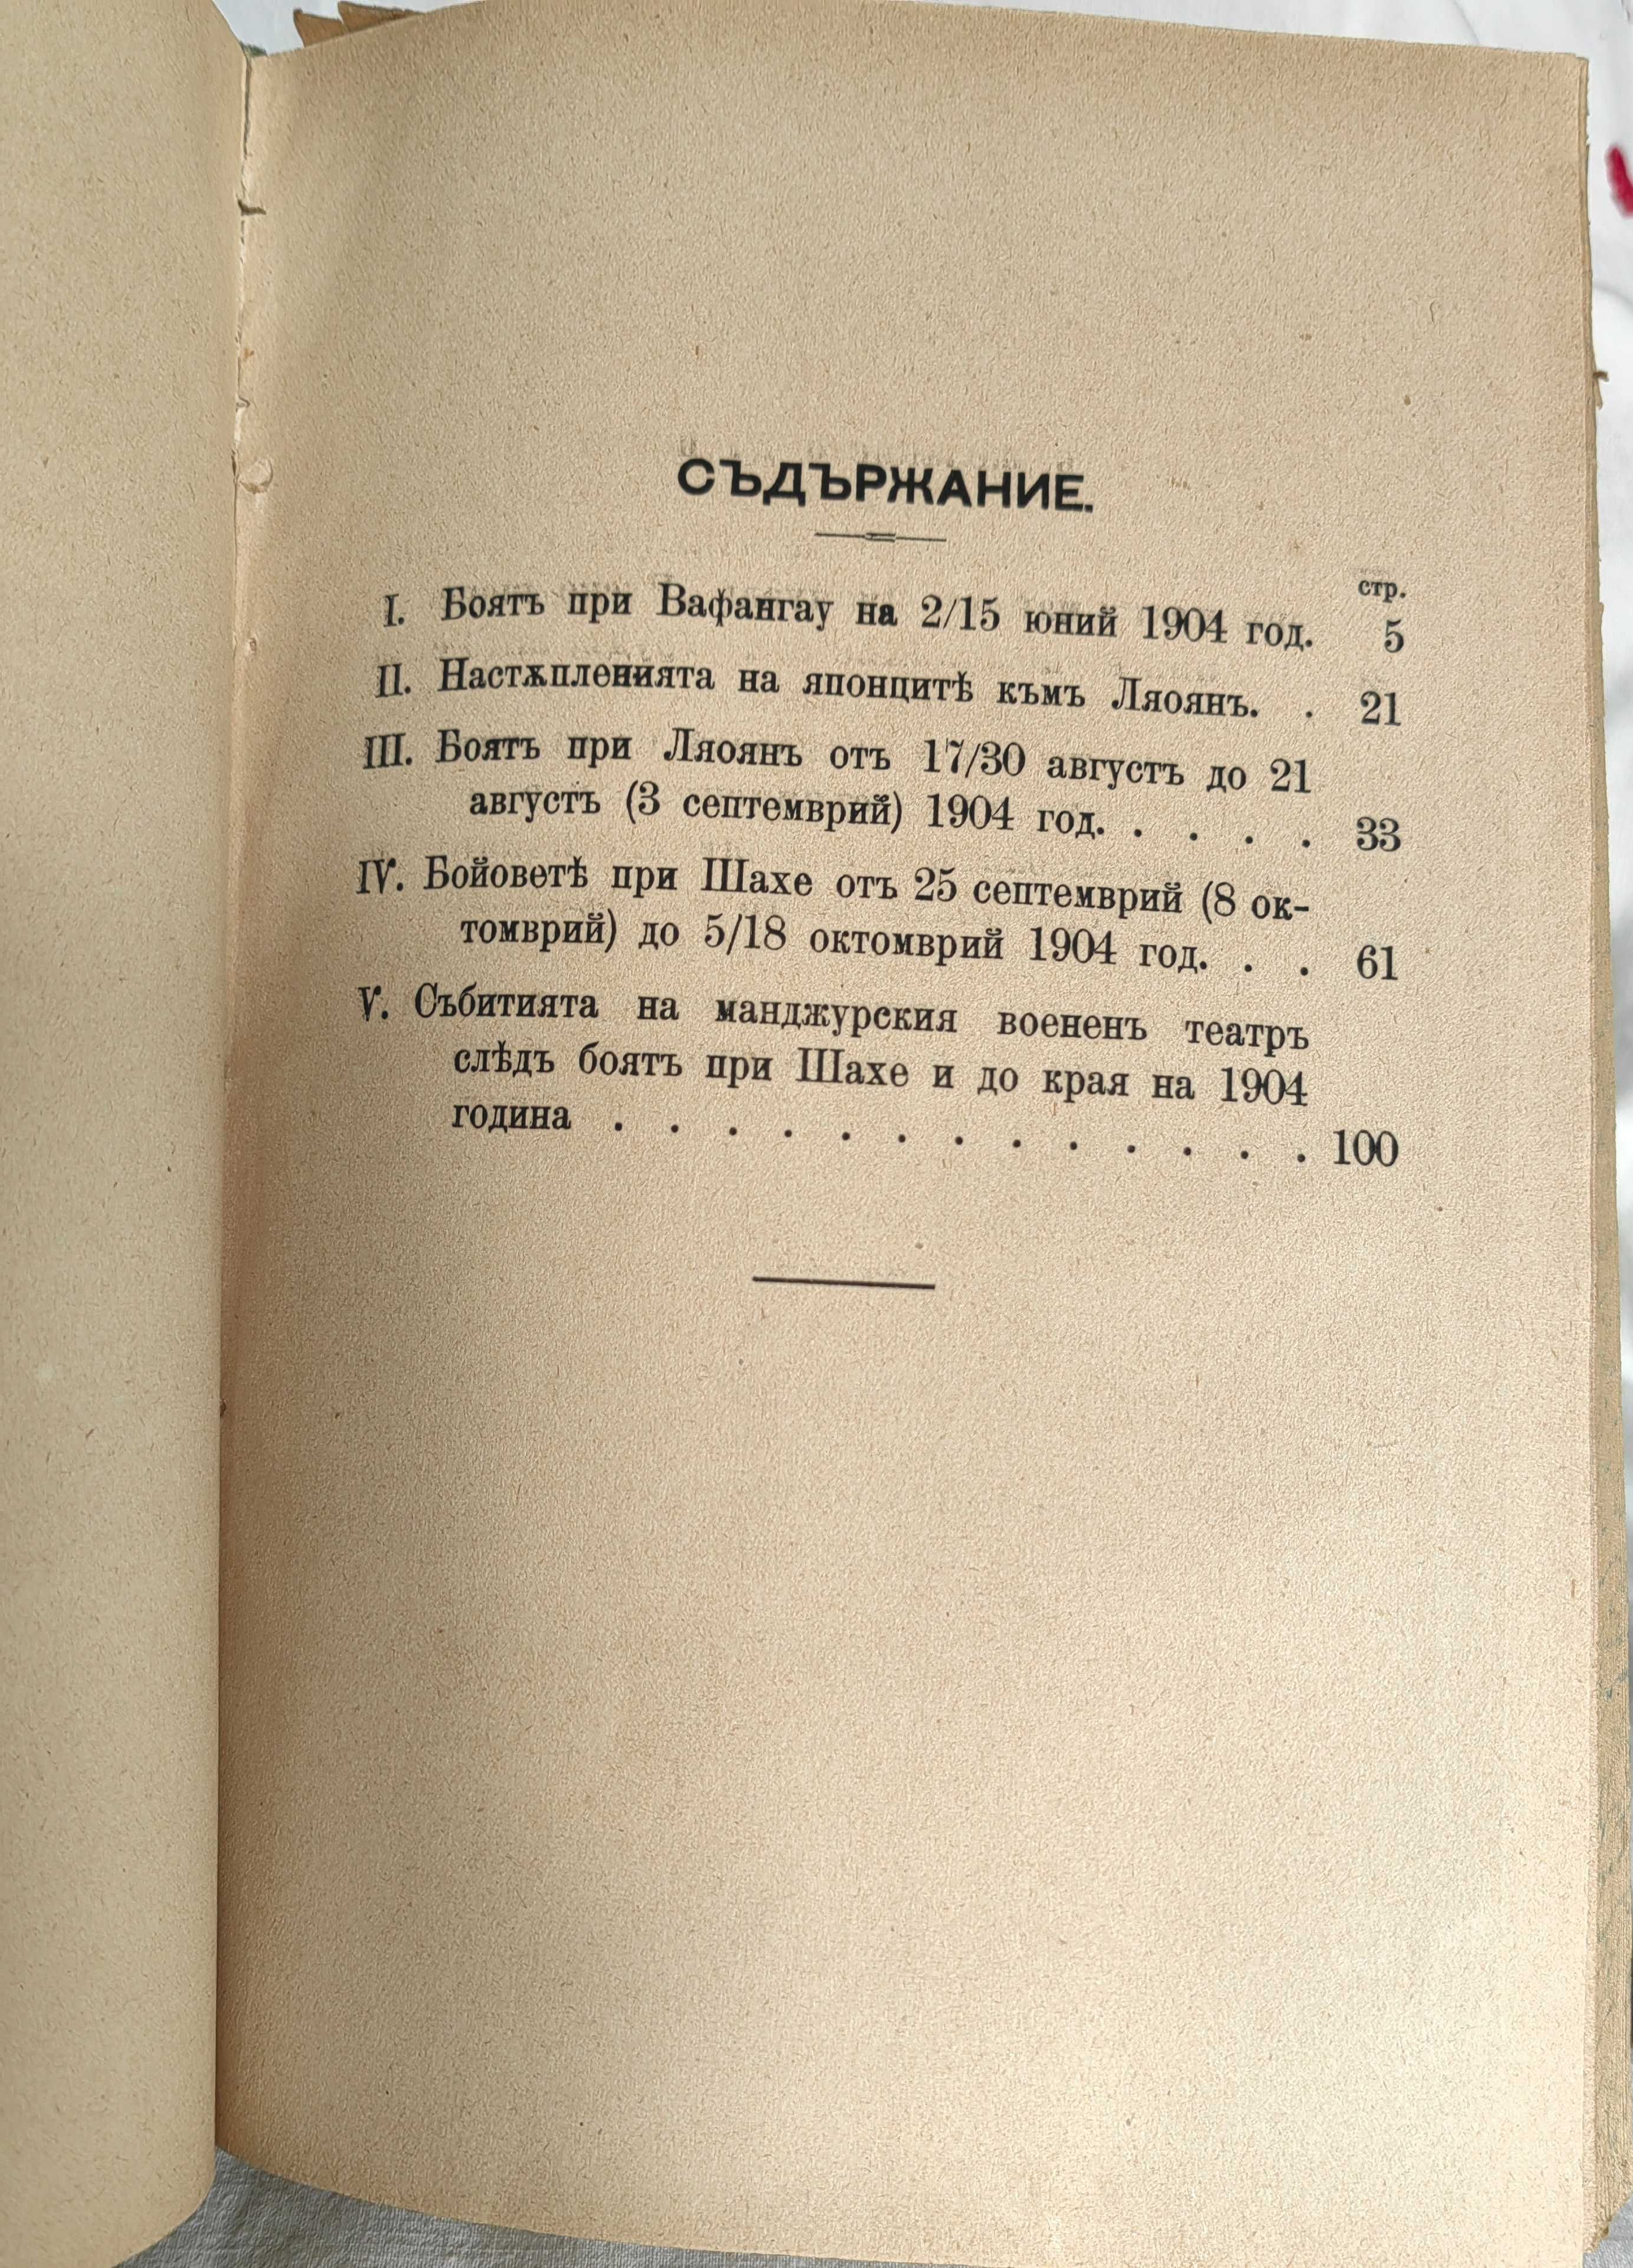 СЪДЪРЖАНИЕ.
стр.
I. Боятъ при Вафангау на 2/15 юний 1904 год. 5
II. Настѫпленията на японцитѣ къмъ Ляоянъ. . 21
III. Боятъ при Ляоянъ отъ 17/30 августъ до 21
августъ (3 септемврий) 1904 год. . . . . 33
IV. Бойоветѣ при Шахе отъ 25 септемврий (8 ок-
томврий) до 5/18 октомврий 1904 год. . . 61
V. Събитията на манджурския воененъ театръ
слѣдъ боятъ при Шахе и до края на 1904
година . . . . . . . . . . . . . 100